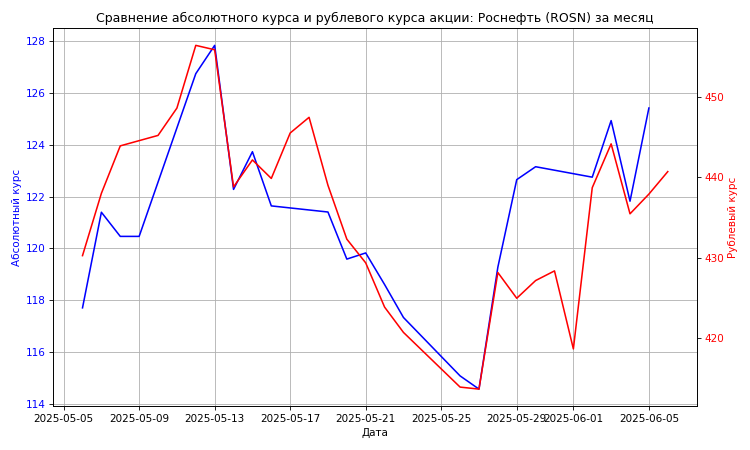 Сравнение абсолютного курса и рублевого курса акции: Роснефть (ROSN) за месяц
128
126
124
122
120
118
116
114
Абсолютный курс
450
440
430
420
Рублевый курс
2025-05-05 2025-05-09 2025-05-13 2025-05-17 2025-05-21 2025-05-25 2025-05-29 2025-06-01 2025-06-05
Дата